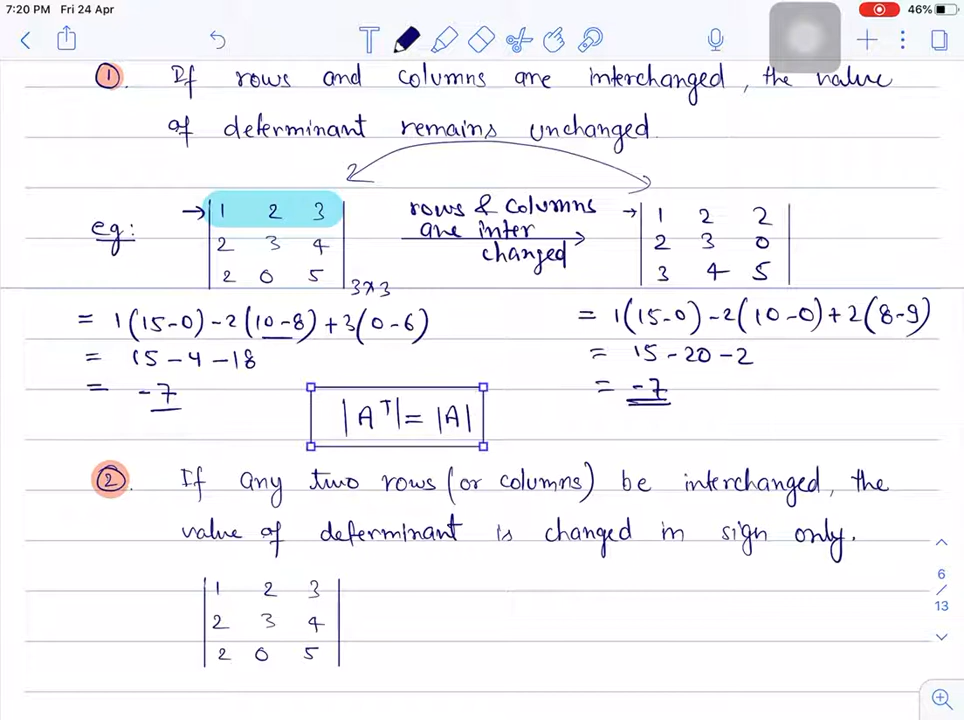 7:20 PM Fri 24 Apr 46%
T
① If rows and columns are interchanged, the value
of determinant remains unchanged.
eg: → |1 2 3| rows & columns → |1 2 2|
|2 3 4| are inter |2 3 0|
|2 0 5| 3x3 changed |3 4 5|
= 1(15-0) -2(10-8) +3(0-6) = 1(15-0) -2(10-0) +2(8-9)
= 15-4-18 = 15-20-2
= -7 = -7
|A^T| = |A|
② If any two rows (or columns) be interchanged, the
value of determinant is changed in sign only.
|1 2 3|
|2 3 4|
|2 0 5|
6
/
13